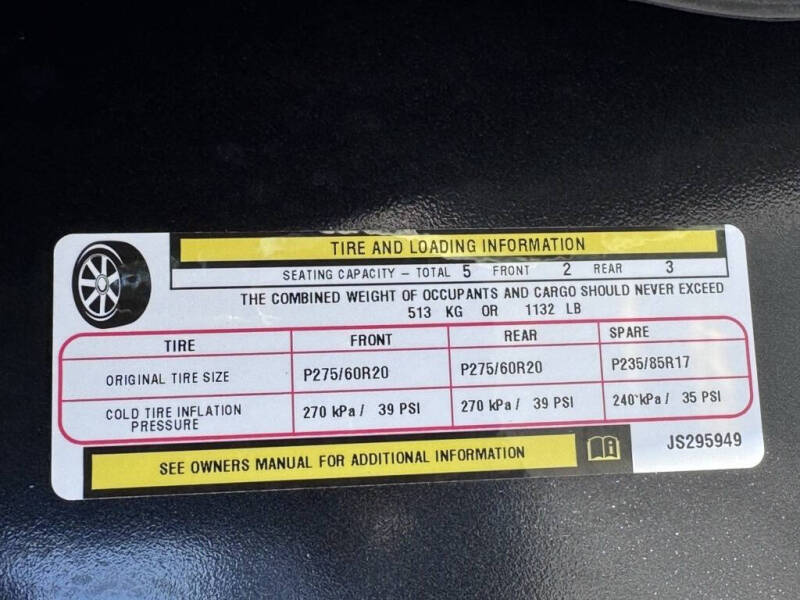 TIRE AND LOADING INFORMATION
SEATING CAPACITY – TOTAL 5 FRONT 2 REAR 3
THE COMBINED WEIGHT OF OCCUPANTS AND CARGO SHOULD NEVER EXCEED
513 KG OR 1132 LB
TIRE FRONT REAR SPARE
ORIGINAL TIRE SIZE P275/60R20 P275/60R20 P235/85R17
COLD TIRE INFLATION PRESSURE 270 kPa / 39 PSI 270 kPa / 39 PSI 240 kPa / 35 PSI
SEE OWNERS MANUAL FOR ADDITIONAL INFORMATION
JS295949